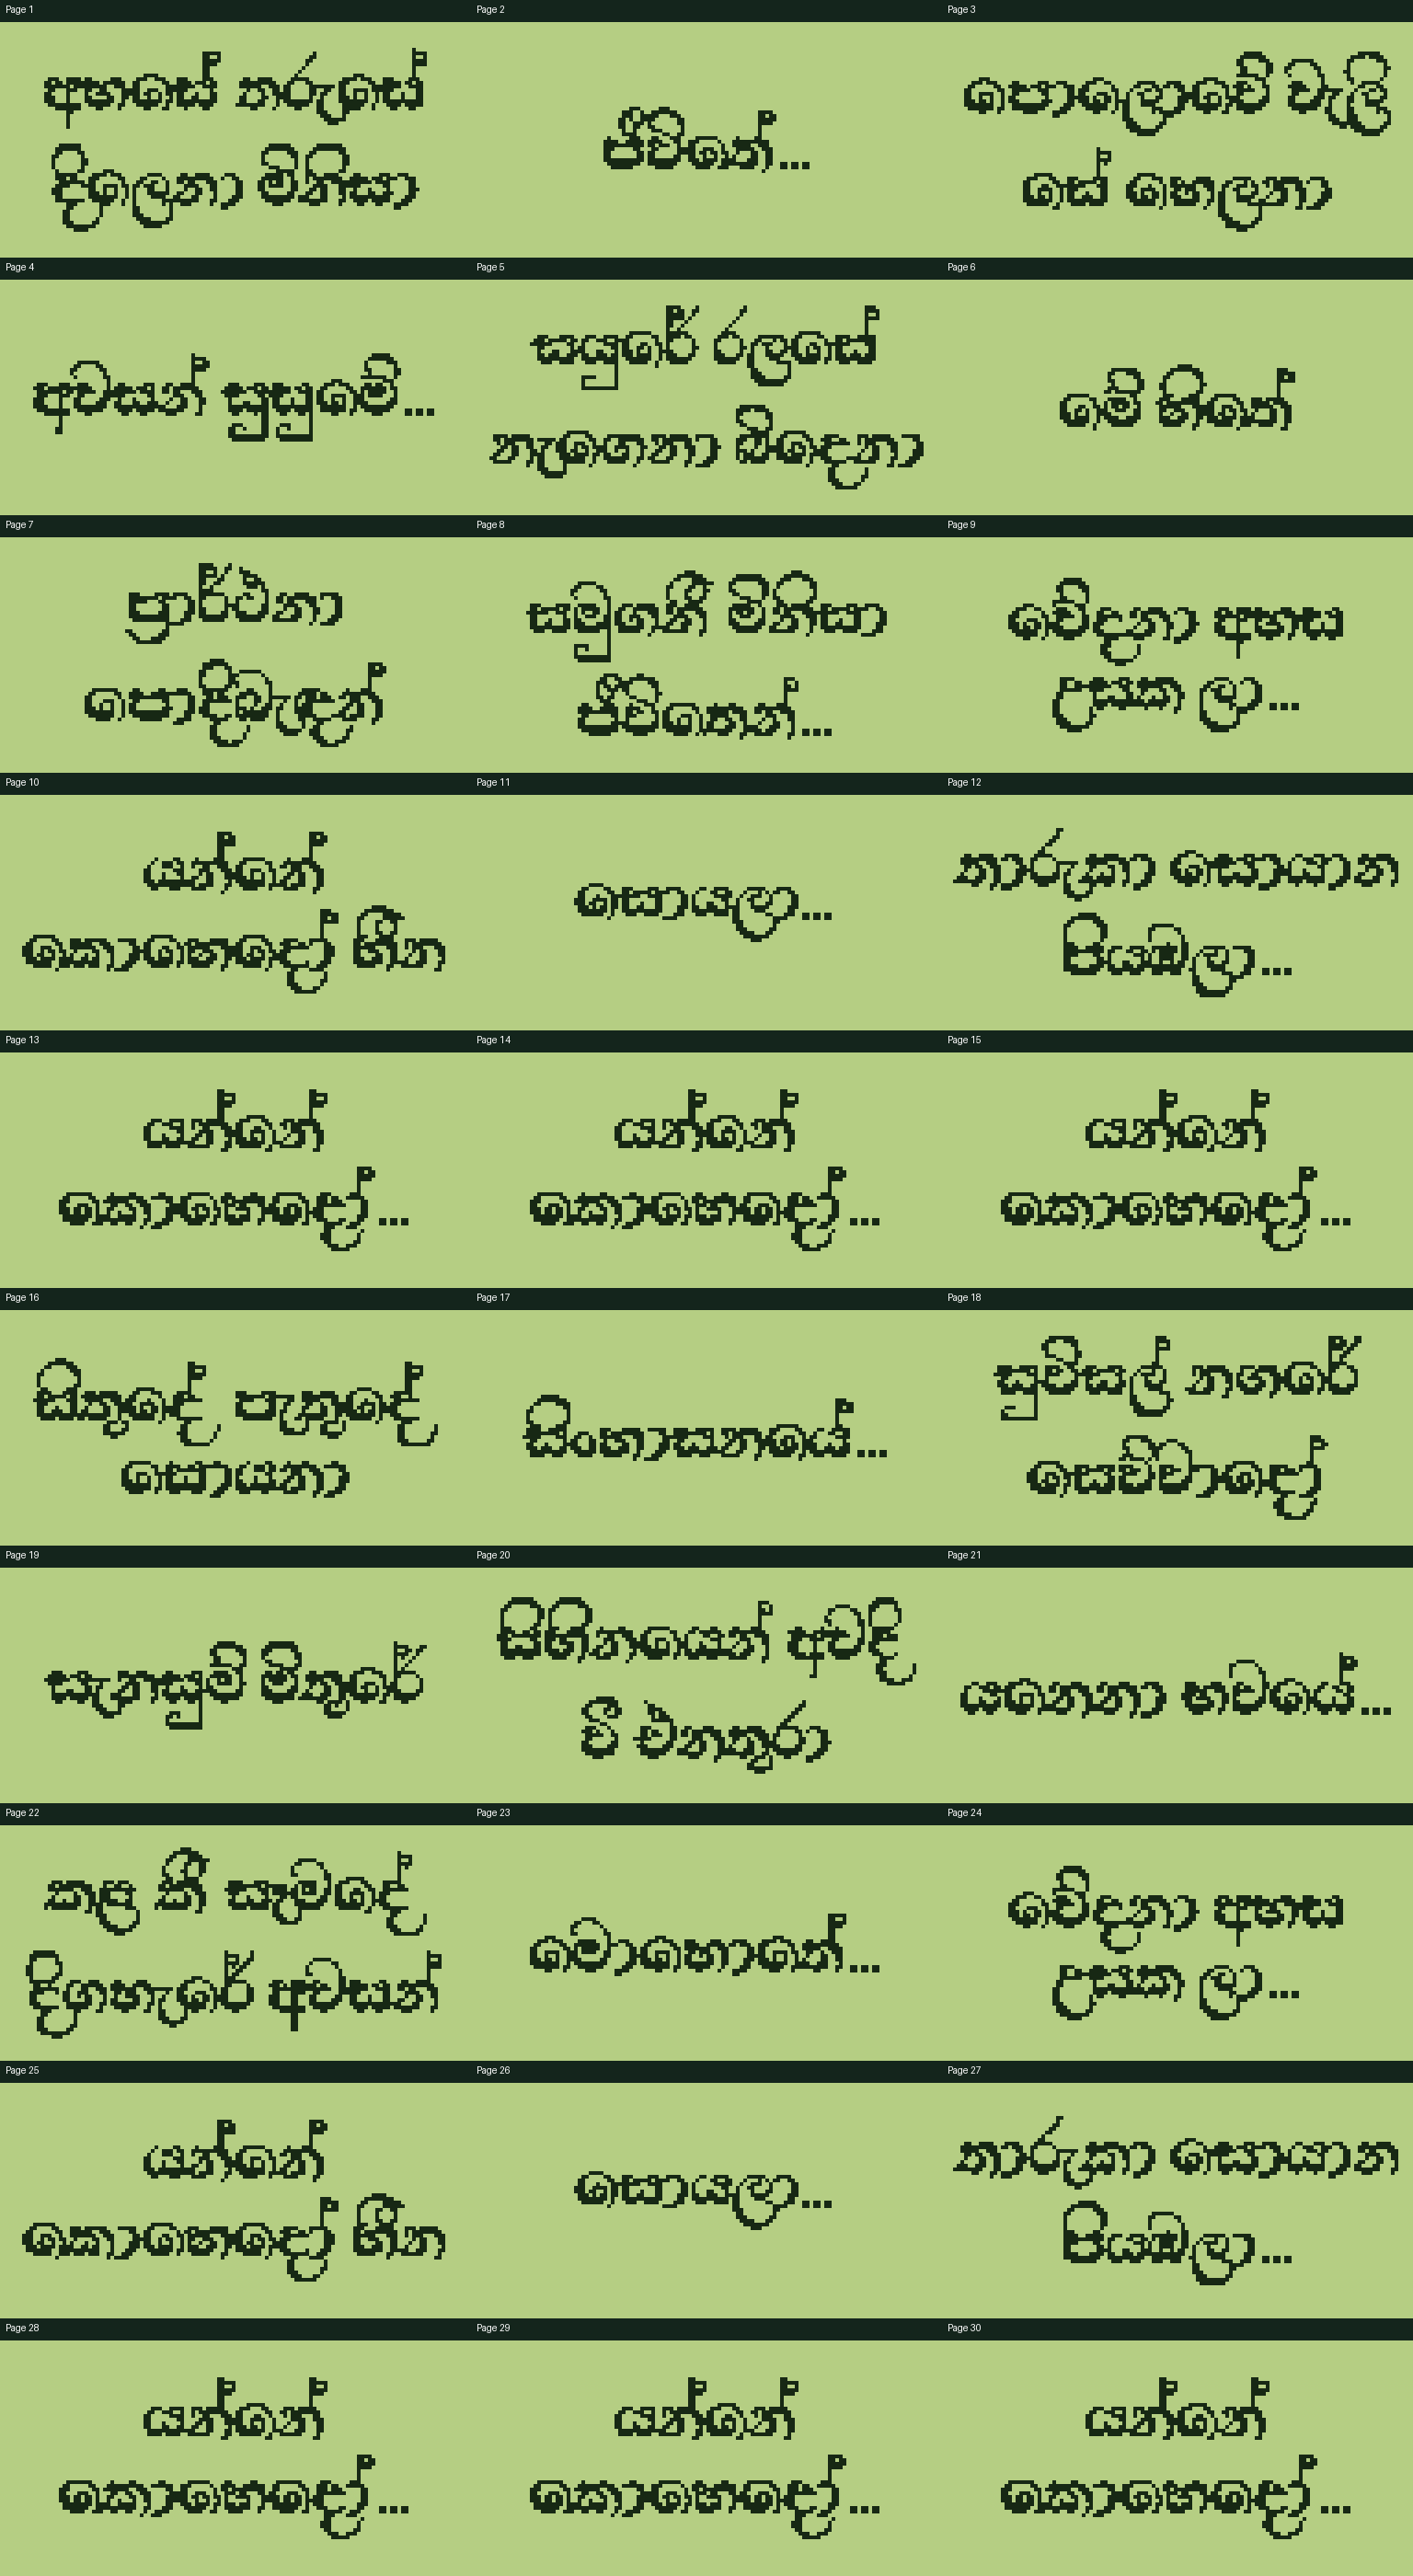 Page 1
අහසේ තරුසේ
දිලෙනා මිනිසා
Page 2
ජීවිතේ...
Page 3
පොලොවේ වැලි
සේ හෙලනා
Page 4
අවසන් සුසුමේ...
Page 5
සයුරේ රලසේ
නැගෙනා බිඳෙනා
Page 6
මේ හිතේ
Page 7
ප්‍රාර්ථනා
පොදිබැඳන්
Page 8
සමුගනී මිනිසා
ජීවිතෙන්...
Page 9
වේදනා අහස
උසක ලා...
Page 10
යන්නේ
කොහෙදෝ හීන
Page 11
සොයලා...
Page 12
තාරුකා සොයාන
පියඹලා...
Page 13
යන්නේ
කොහෙදෝ...
Page 14
යන්නේ
කොහෙදෝ...
Page 15
යන්නේ
කොහෙදෝ...
Page 16
සිතුදේ පැතුදේ
සොයනා
Page 17
සිංහාසනයේ...
Page 18
සුවිසල් නගරේ
සෙව්වාදෝ
Page 19
සැනසුම් මිතුරේ
Page 20
සිහිනයෙන් අවදි
වී එනතුරා
Page 21
යනෙනා භවයේ...
Page 22
කල කී සැමදේ
දිගහැරේ අවසන්
Page 23
මොහොතේ...
Page 24
වේදනා අහස
උසක ලා...
Page 25
යන්නේ
කොහෙදෝ හීන
Page 26
සොයලා...
Page 27
තාරුකා සොයාන
පියඹලා...
Page 28
යන්නේ
කොහෙදෝ...
Page 29
යන්නේ
කොහෙදෝ...
Page 30
යන්නේ
කොහෙදෝ...